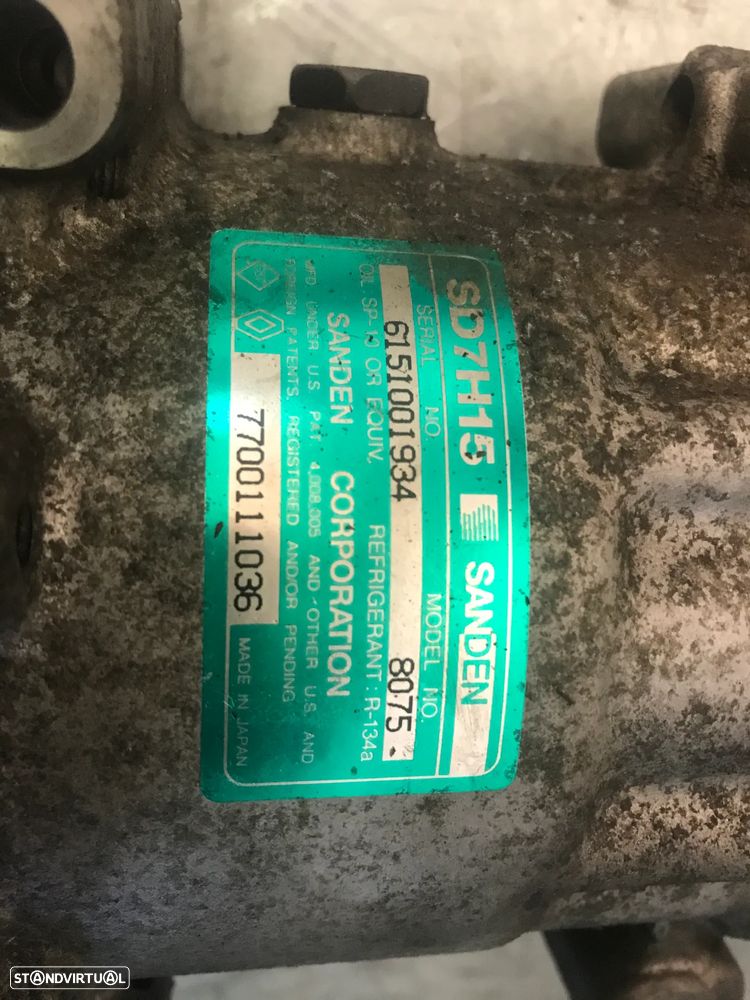 SD7H15 SANDEN
SERIAL NO. MODEL NO.
6151001934 8075
OIL SP-10 OR EQUIV. REFRIGERANT: R-134a
SANDEN CORPORATION
MFD. UNDER U.S. PAT. 4,008,005 AND OTHER U.S. AND
FOREIGN PATENTS, REGISTERED AND/OR PENDING
7700111036 MADE IN JAPAN
STANDVIRTUAL